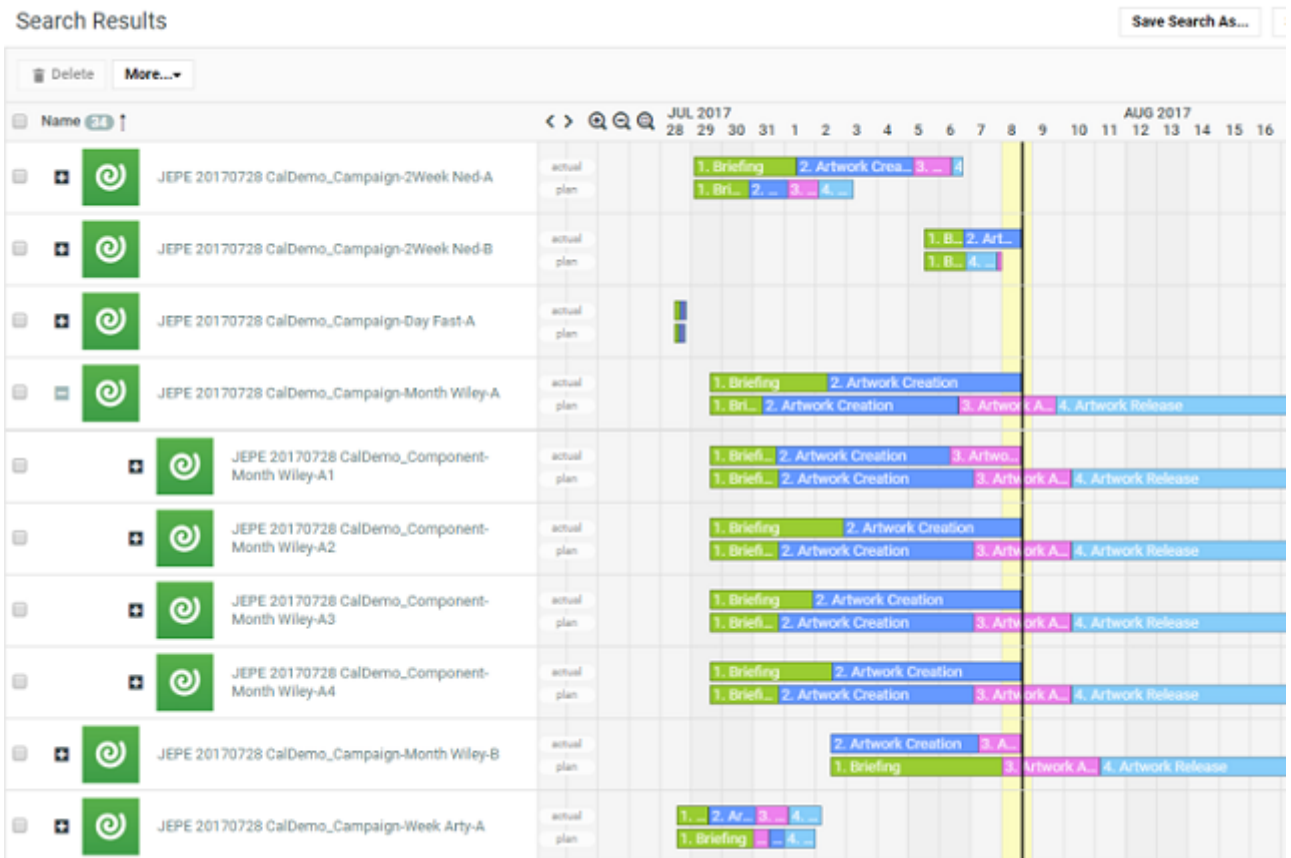 Search Results
Save Search As...
Delete More...
Name 34 JUL 2017 AUG 2017
28 29 30 31 1 2 3 4 5 6 7 8 9 10 11 12 13 14 15 16
JEPE 20170728 CalDemo_Campaign-2Week Ned-A
actual 1. Briefing 2. Artwork Crea... 3. ... 4
plan 1. Bri... 2. ... 3. ... 4. ...
JEPE 20170728 CalDemo_Campaign-2Week Ned-B
actual 1. B... 2. Art...
plan 1. B... 4. ...
JEPE 20170728 CalDemo_Campaign-Day Fast-A
actual
plan
JEPE 20170728 CalDemo_Campaign-Month Wiley-A
actual 1. Briefing 2. Artwork Creation
plan 1. Bri... 2. Artwork Creation 3. Artwork A... 4. Artwork Release
JEPE 20170728 CalDemo_Component-
Month Wiley-A1
actual 1. Briefi... 2. Artwork Creation 3. Artwo...
plan 1. Briefi... 2. Artwork Creation 3. Artwork A... 4. Artwork Release
JEPE 20170728 CalDemo_Component-
Month Wiley-A2
actual 1. Briefing 2. Artwork Creation
plan 1. Briefi... 2. Artwork Creation 3. Artwork A... 4. Artwork Release
JEPE 20170728 CalDemo_Component-
Month Wiley-A3
actual 1. Briefing 2. Artwork Creation
plan 1. Briefi... 2. Artwork Creation 3. Artwork A... 4. Artwork Release
JEPE 20170728 CalDemo_Component-
Month Wiley-A4
actual 1. Briefing 2. Artwork Creation
plan 1. Briefi... 2. Artwork Creation 3. Artwork A... 4. Artwork Release
JEPE 20170728 CalDemo_Campaign-Month Wiley-B
actual 2. Artwork Creation 3. A...
plan 1. Briefing 3. Artwork A... 4. Artwork Release
JEPE 20170728 CalDemo_Campaign-Week Arty-A
actual 1. ... 2. Ar... 3. ... 4. ...
plan 1. Briefing ... ... 4. ...